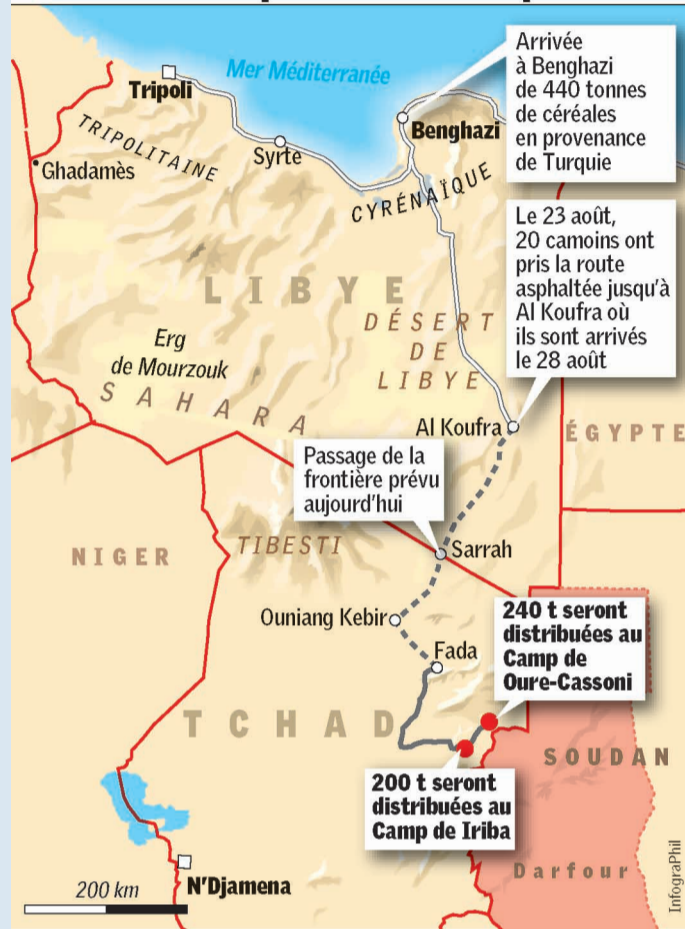 Mer Méditerranée
Tripoli
TRIPOLITAINE
Syrte
Ghadamès
Benghazi
CYRÉNAÏQUE
Arrivée
à Benghazi
de 440 tonnes
de céréales
en provenance
de Turquie
Le 23 août,
20 camoins ont
pris la route
asphaltée jusqu'à
Al Koufra où
ils sont arrivés
le 28 août
LIBYE
DÉSERT
DE
LIBYE
Erg
de Mourzouk
SAHARA
Al Koufra
ÉGYPTE
Passage de la
frontière prévu
aujourd'hui
NIGER
TIBESTI
Sarrah
Ouniang Kebir
Fada
240 t seront
distribuées au
Camp de
Oure-Cassoni
TCHAD
SOUDAN
200 t seront
distribuées au
Camp de Iriba
Darfour
N'Djamena
200 km
InfograPhil